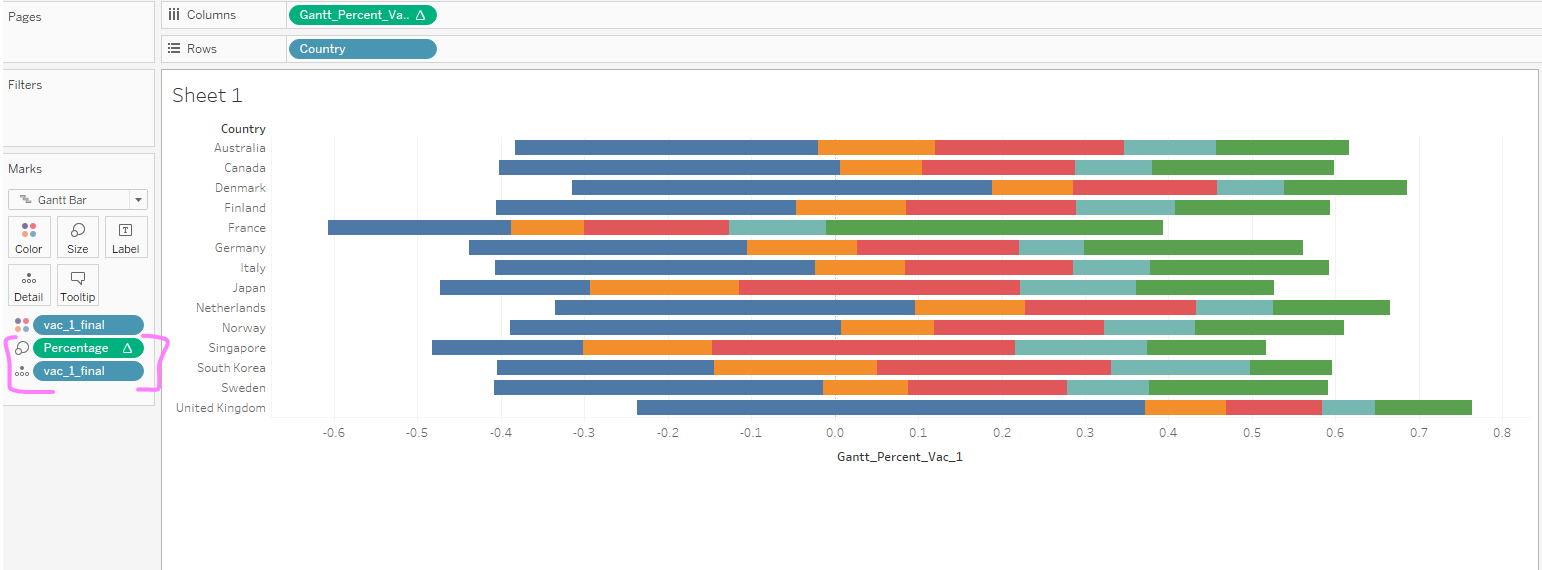 Pages
Columns
Gantt_Percent_Va.. Δ
Rows
Country
Filters
Sheet 1
Country
Australia
Canada
Denmark
Finland
France
Germany
Italy
Japan
Netherlands
Norway
Singapore
South Korea
Sweden
United Kingdom
-0.6 -0.5 -0.4 -0.3 -0.2 -0.1 0.0 0.1 0.2 0.3 0.4 0.5 0.6 0.7 0.8
Gantt_Percent_Vac_1
Marks
Gantt Bar
Color Size Label
Detail Tooltip
vac_1_final
Percentage Δ
vac_1_final